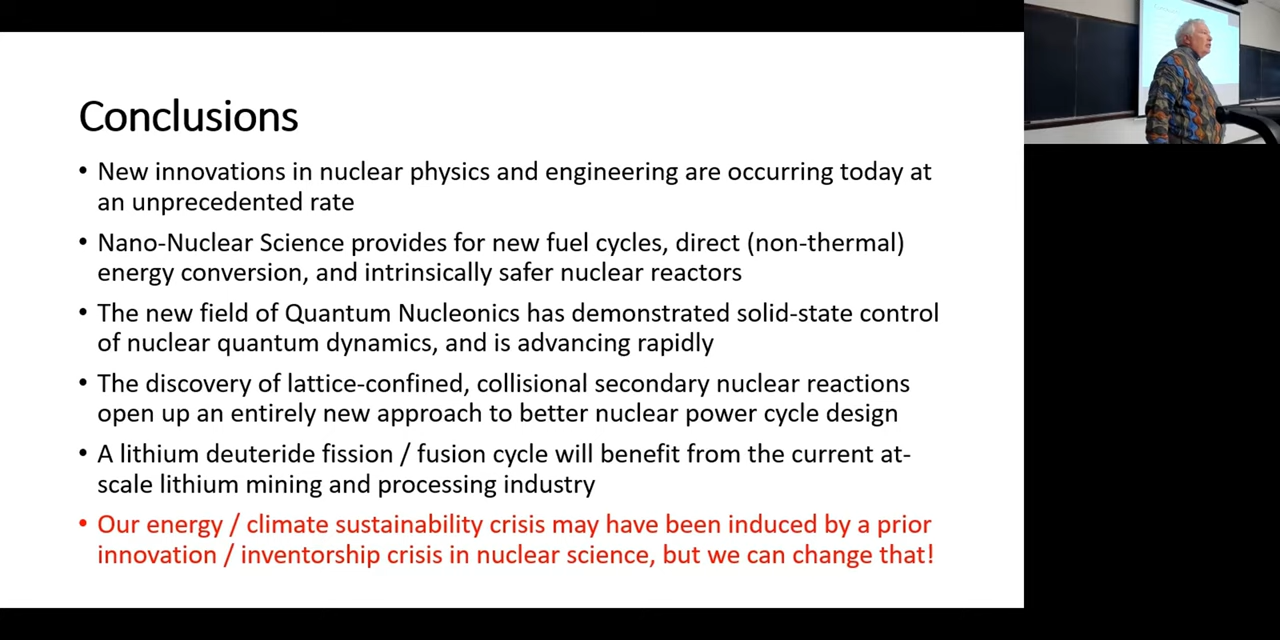 Conclusions
• New innovations in nuclear physics and engineering are occurring today at
an unprecedented rate
• Nano-Nuclear Science provides for new fuel cycles, direct (non-thermal)
energy conversion, and intrinsically safer nuclear reactors
• The new field of Quantum Nucleonics has demonstrated solid-state control
of nuclear quantum dynamics, and is advancing rapidly
• The discovery of lattice-confined, collisional secondary nuclear reactions
open up an entirely new approach to better nuclear power cycle design
• A lithium deuteride fission / fusion cycle will benefit from the current at-
scale lithium mining and processing industry
• Our energy / climate sustainability crisis may have been induced by a prior
innovation / inventorship crisis in nuclear science, but we can change that!